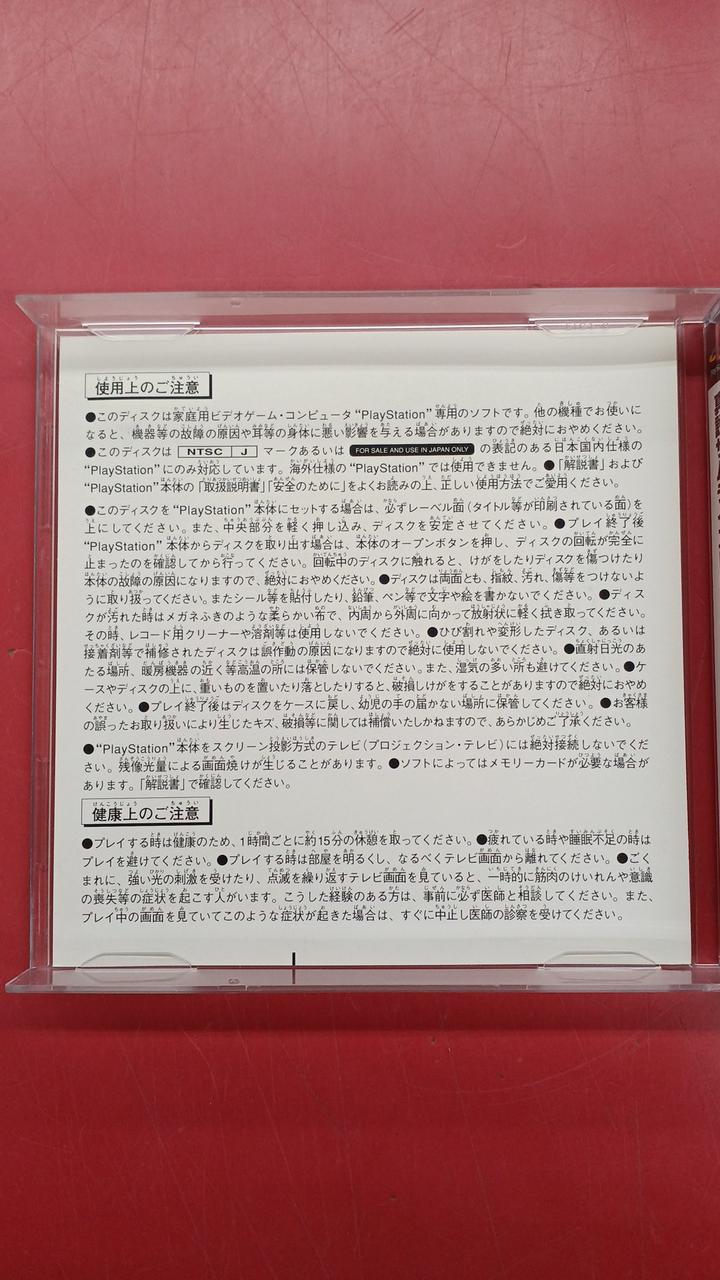 使用上のご注意
●このディスクは家庭用ビデオゲーム・コンピュータ“PlayStation”専用のソフトです。他の機種でお使いに
なると、機器等の故障の原因や耳等の身体に悪い影響を与える場合がありますので絶対におやめください。
●このディスクは NTSC J マークあるいは FOR SALE AND USE IN JAPAN ONLY の表記のある日本国内仕様の
“PlayStation”にのみ対応しています。海外仕様の“PlayStation”では使用できません。●「解説書」および
“PlayStation”本体の「取扱説明書」「安全のために」をよくお読みの上、正しい使用方法でご愛用ください。
●このディスクを“PlayStation”本体にセットする場合は、必ずレーベル面(タイトル等が印刷されている面)を
上にしてください。また、中央部分を軽く押し込み、ディスクを安定させてください。●プレイ終了後
“PlayStation”本体からディスクを取り出す場合は、本体のオープンボタンを押し、ディスクの回転が完全に
止まったのを確認してから行ってください。回転中のディスクに触れると、けがをしたりディスクを傷つけたり
本体の故障の原因になりますので、絶対におやめください。●ディスクは両面とも、指紋、汚れ、傷等をつけないよ
うに取り扱ってください。またシール等を貼付したり、鉛筆、ペン等で文字や絵を書かないでください。●ディス
クが汚れた時はメガネふきのような柔らかい布で、内周から外周に向かって放射状に軽く拭き取ってください。
その時、レコード用クリーナーや溶剤等は使用しないでください。●ひび割れや変形したディスク、あるいは
接着剤等で補修されたディスクは誤作動の原因になりますので絶対に使用しないでください。●直射日光のあ
たる場所、暖房機器の近く等高温の所には保管しないでください。また、湿気の多い所も避けてください。●ケ
ースやディスクの上に、重いものを置いたり落としたりすると、破損しけがをすることがありますので絶対におやめ
ください。●プレイ終了後はディスクをケースに戻し、幼児の手の届かない場所に保管してください。●お客様
の誤ったお取り扱いにより生じたキズ、破損等に関しては補償いたしかねますので、あらかじめご了承ください。
●“PlayStation”本体をスクリーン投影方式のテレビ(プロジェクション・テレビ)には絶対接続しないでくだ
さい。残像光量による画面焼けが生じることがあります。●ソフトによってはメモリーカードが必要な場合が
あります。「解説書」で確認してください。
健康上のご注意
●プレイする時は健康のため、1時間ごとに約15分の休憩を取ってください。●疲れている時や睡眠不足の時は
プレイを避けてください。●プレイする時は部屋を明るくし、なるべくテレビ画面から離れてください。●ごく
まれに、強い光の刺激を受けたり、点滅を繰り返すテレビ画面を見ていると、一時的に筋肉のけいれんや意識
の喪失等の症状を起こす人がいます。こうした経験のある方は、事前に必ず医師と相談してください。また、
プレイ中の画面を見ていてこのような症状が起きた場合は、すぐに中止し医師の診察を受けてください。